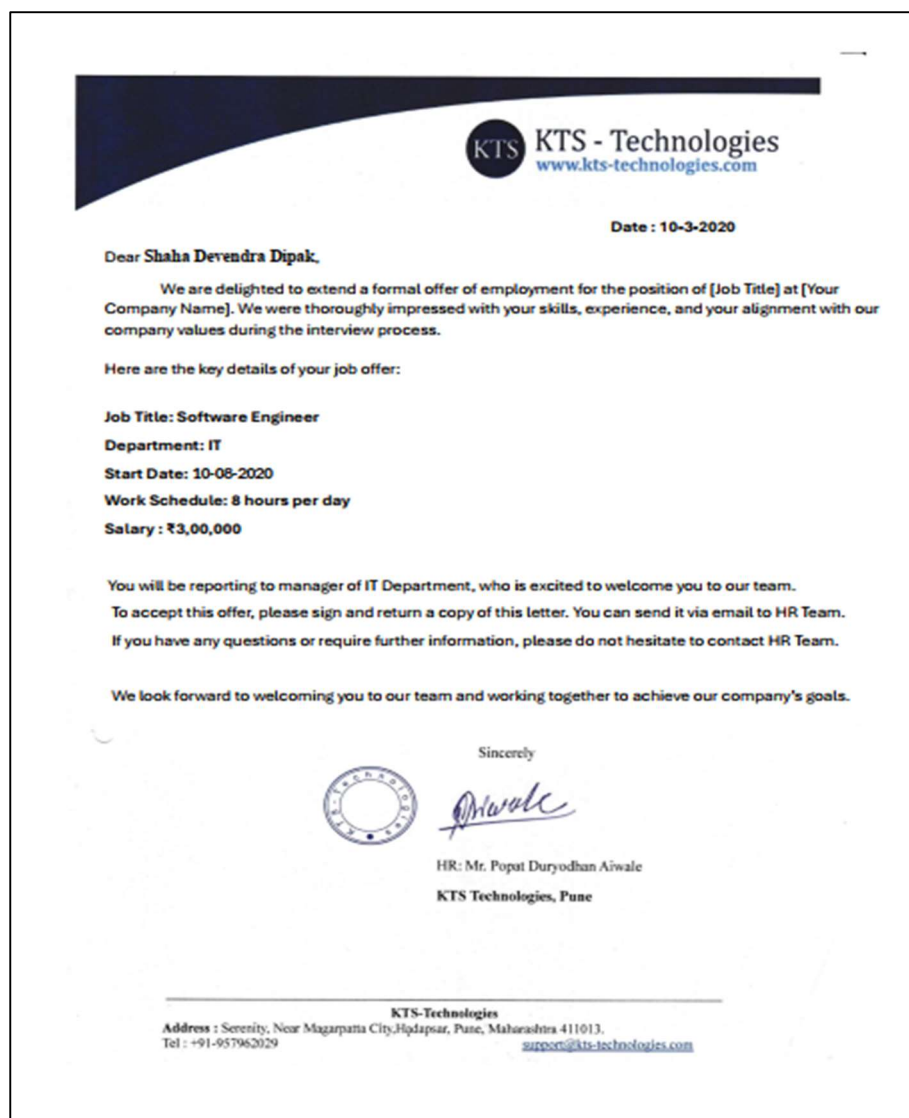 KTS KTS - Technologies
www.kts-technologies.com
Date : 10-3-2020
Dear Shaha Devendra Dipak,
We are delighted to extend a formal offer of employment for the position of [Job Title] at [Your
Company Name]. We were thoroughly impressed with your skills, experience, and your alignment with our
company values during the interview process.
Here are the key details of your job offer:
Job Title: Software Engineer
Department: IT
Start Date: 10-08-2020
Work Schedule: 8 hours per day
Salary : ₹3,00,000
You will be reporting to manager of IT Department, who is excited to welcome you to our team.
To accept this offer, please sign and return a copy of this letter. You can send it via email to HR Team.
If you have any questions or require further information, please do not hesitate to contact HR Team.
We look forward to welcoming you to our team and working together to achieve our company's goals.
Sincerely
KTS-Technologies
Aiwale
HR: Mr. Popat Duryodhan Aiwale
KTS Technologies, Pune
KTS-Technologies
Address : Serenity, Near Magarpatta City,Hadapsar, Pune, Maharashtra 411013.
Tel : +91-957962029 support@kts-technologies.com